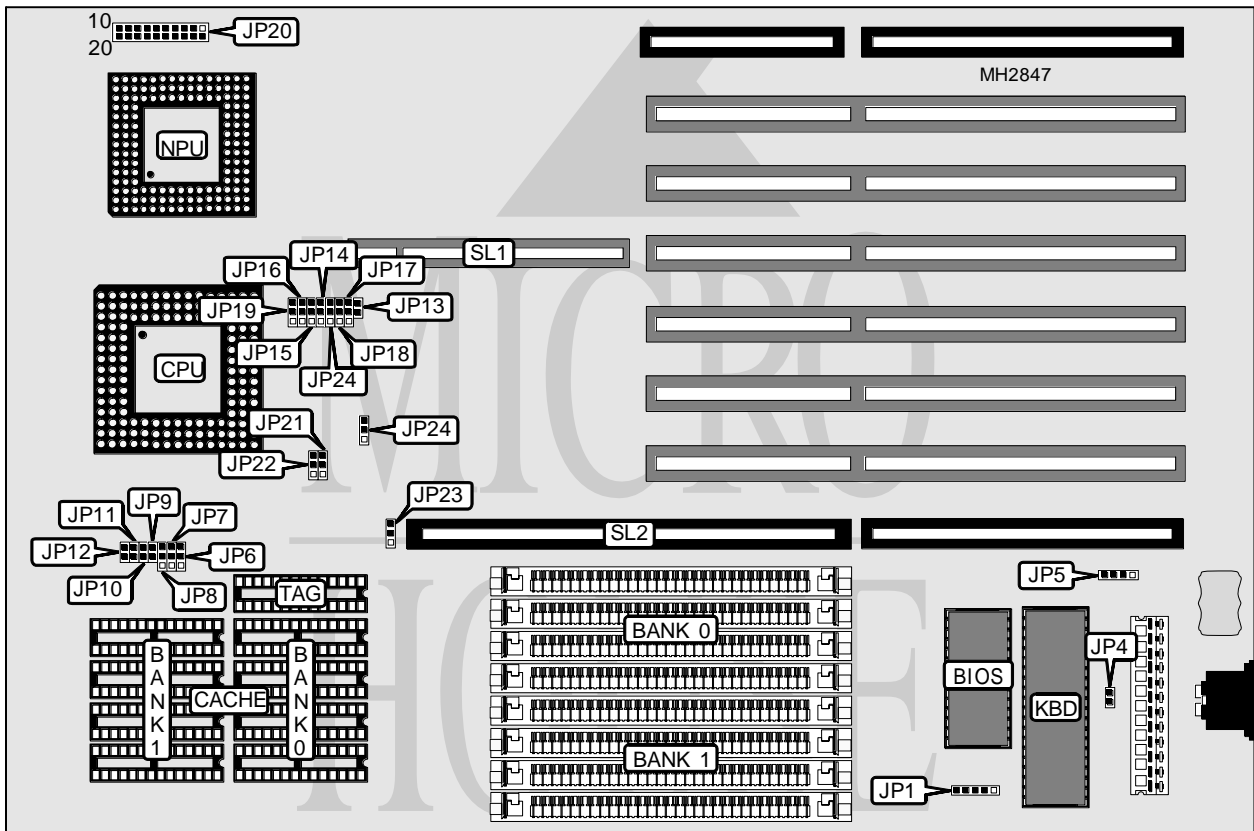 10
20
JP20
MH2847
NPU
SL1
JP14
JP16
JP17
JP19
JP13
JP15
JP18
JP24
CPU
JP21
JP24
JP22
JP23
JP9
JP11
JP7
JP12
JP6
JP10
JP8
SL2
TAG
JP5
BANK 0
JP4
BIOS
KBD
BANK 1
CACHE
BANK 0
BANK 1
JP1
MICRO
HOUSE